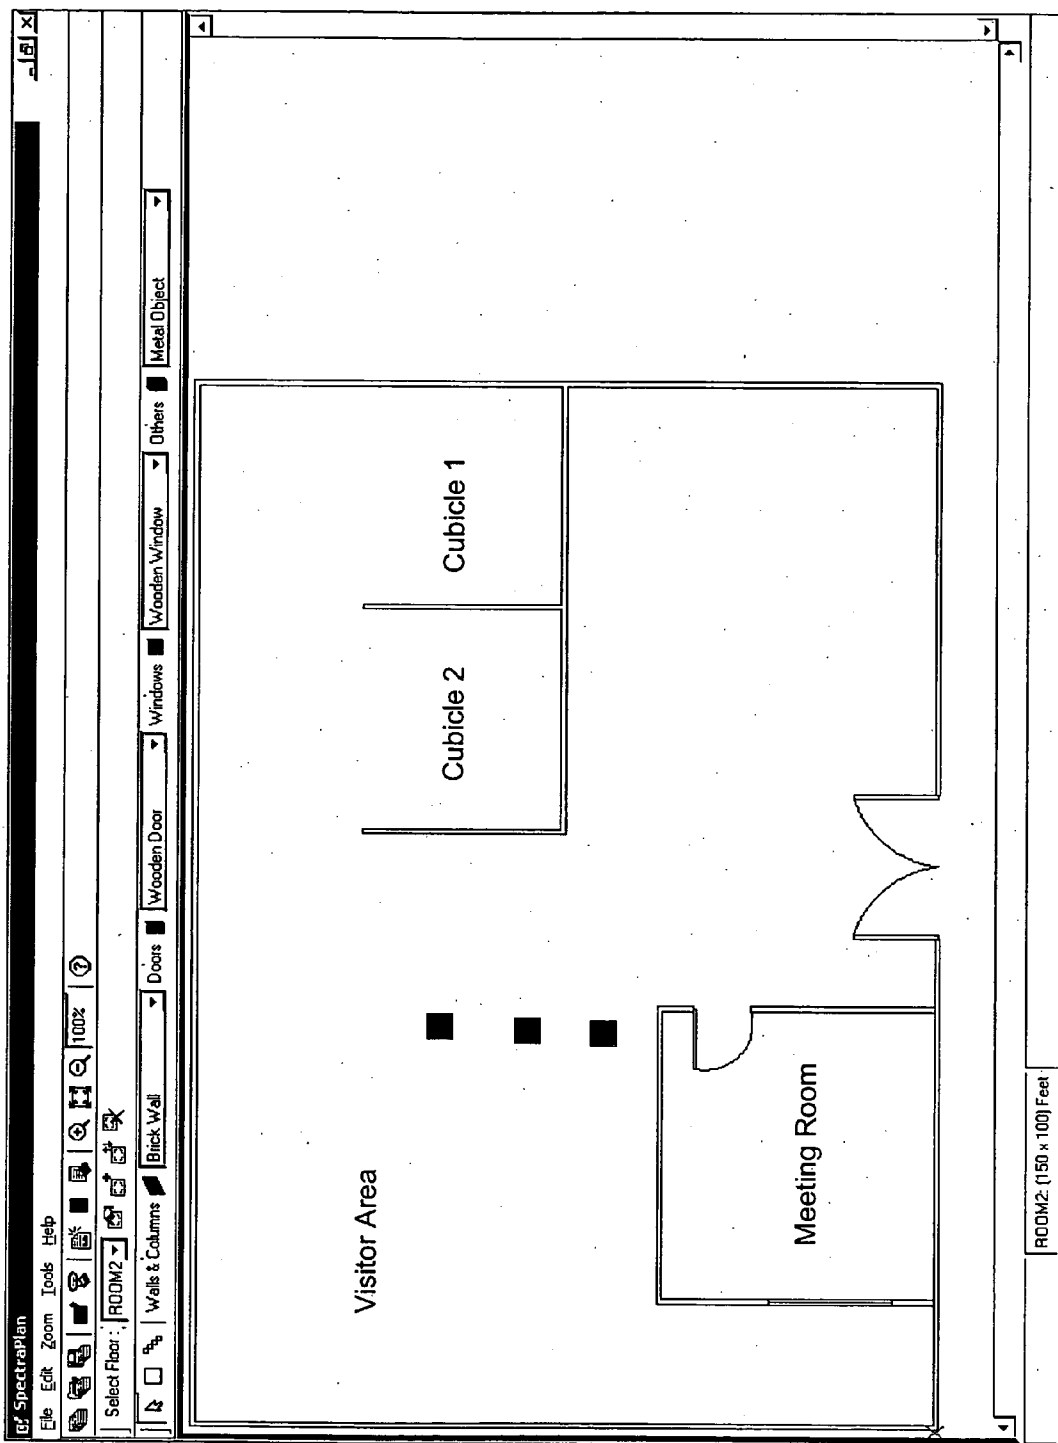 SpectraPlan
File Edit Zoom Tools Help
100%
Select Floor : ROOM2
Walls & Columns Brick Wall Doors Wooden Door Windows Wooden Window Others Metal Object
Visitor Area
Cubicle 2
Cubicle 1
Meeting Room
ROOM2: (150 x 100) Feet